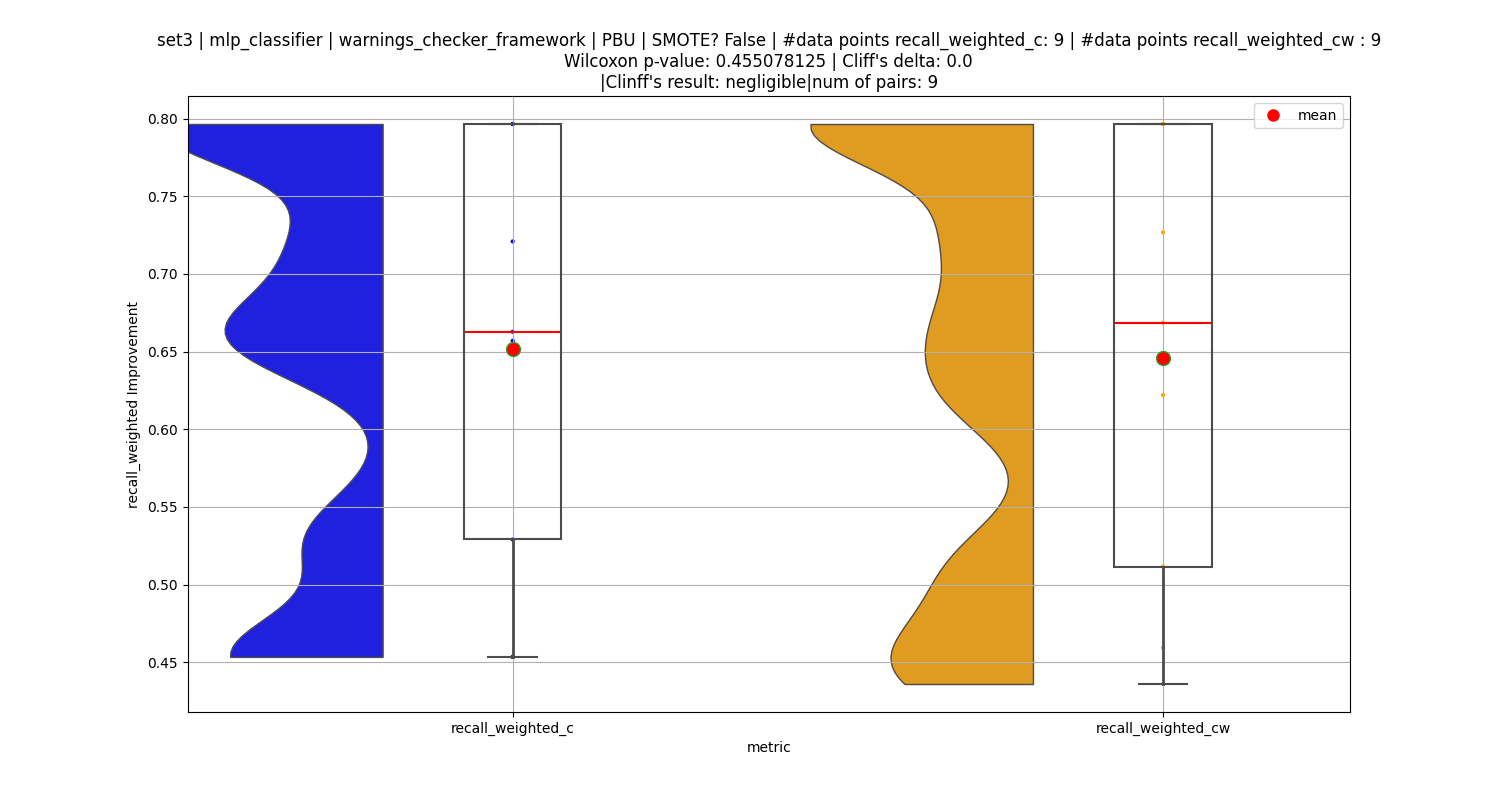 set3 | mlp_classifier | warnings_checker_framework | PBU | SMOTE? False | #data points recall_weighted_c: 9 | #data points recall_weighted_cw : 9
Wilcoxon p-value: 0.455078125 | Cliff's delta: 0.0
|Clinff's result: negligible|num of pairs: 9
mean
0.80
0.75
0.70
0.65
0.60
0.55
0.50
0.45
recall_weighted Improvement
recall_weighted_c
recall_weighted_cw
metric